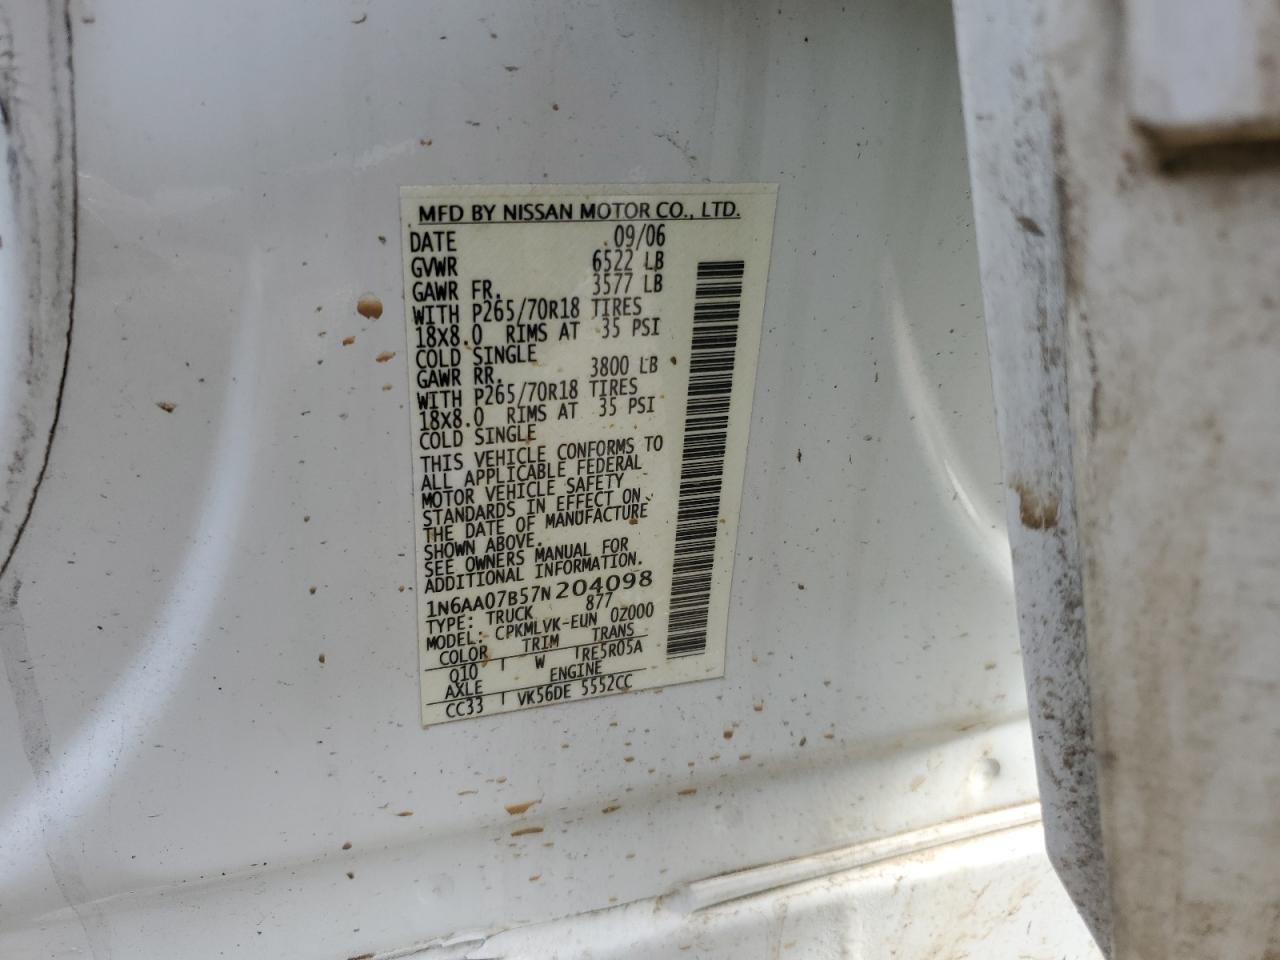 MFD BY NISSAN MOTOR CO., LTD.
DATE 09/06
GVWR 6522 LB
GAWR FR. 3577 LB
WITH P265/70R18 TIRES
18X8.0 RIMS AT 35 PSI
COLD SINGLE
GAWR RR. 3800 LB
WITH P265/70R18 TIRES
18X8.0 RIMS AT 35 PSI
COLD SINGLE
THIS VEHICLE CONFORMS TO
ALL APPLICABLE FEDERAL
MOTOR VEHICLE SAFETY
STANDARDS IN EFFECT ON
THE DATE OF MANUFACTURE
SHOWN ABOVE.
SEE OWNERS MANUAL FOR
ADDITIONAL INFORMATION.
1N6AA07B57N204098
TYPE: TRUCK 877
MODEL: CPKMLVK-EUN 02000
COLOR TRIM TRANS
Q10 W RE5R05A
AXLE ENGINE
CC33 VK56DE 5552CC